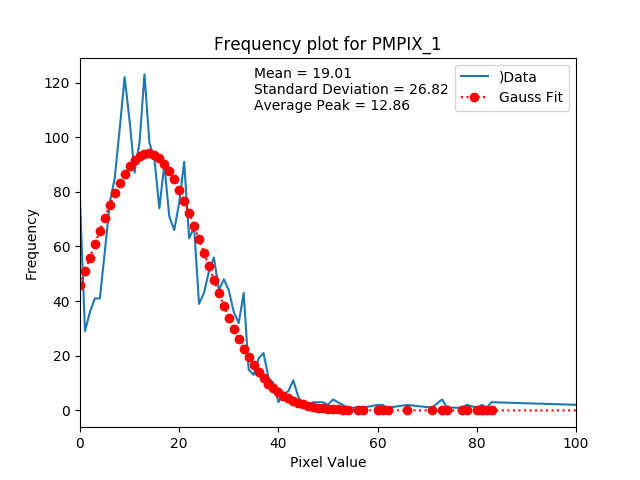 Frequency plot for PMPIX_1
Mean = 19.01
Standard Deviation = 26.82
Average Peak = 12.86
)Data
Gauss Fit
Frequency
120
100
80
60
40
20
0
0 20 40 60 80 100
Pixel Value